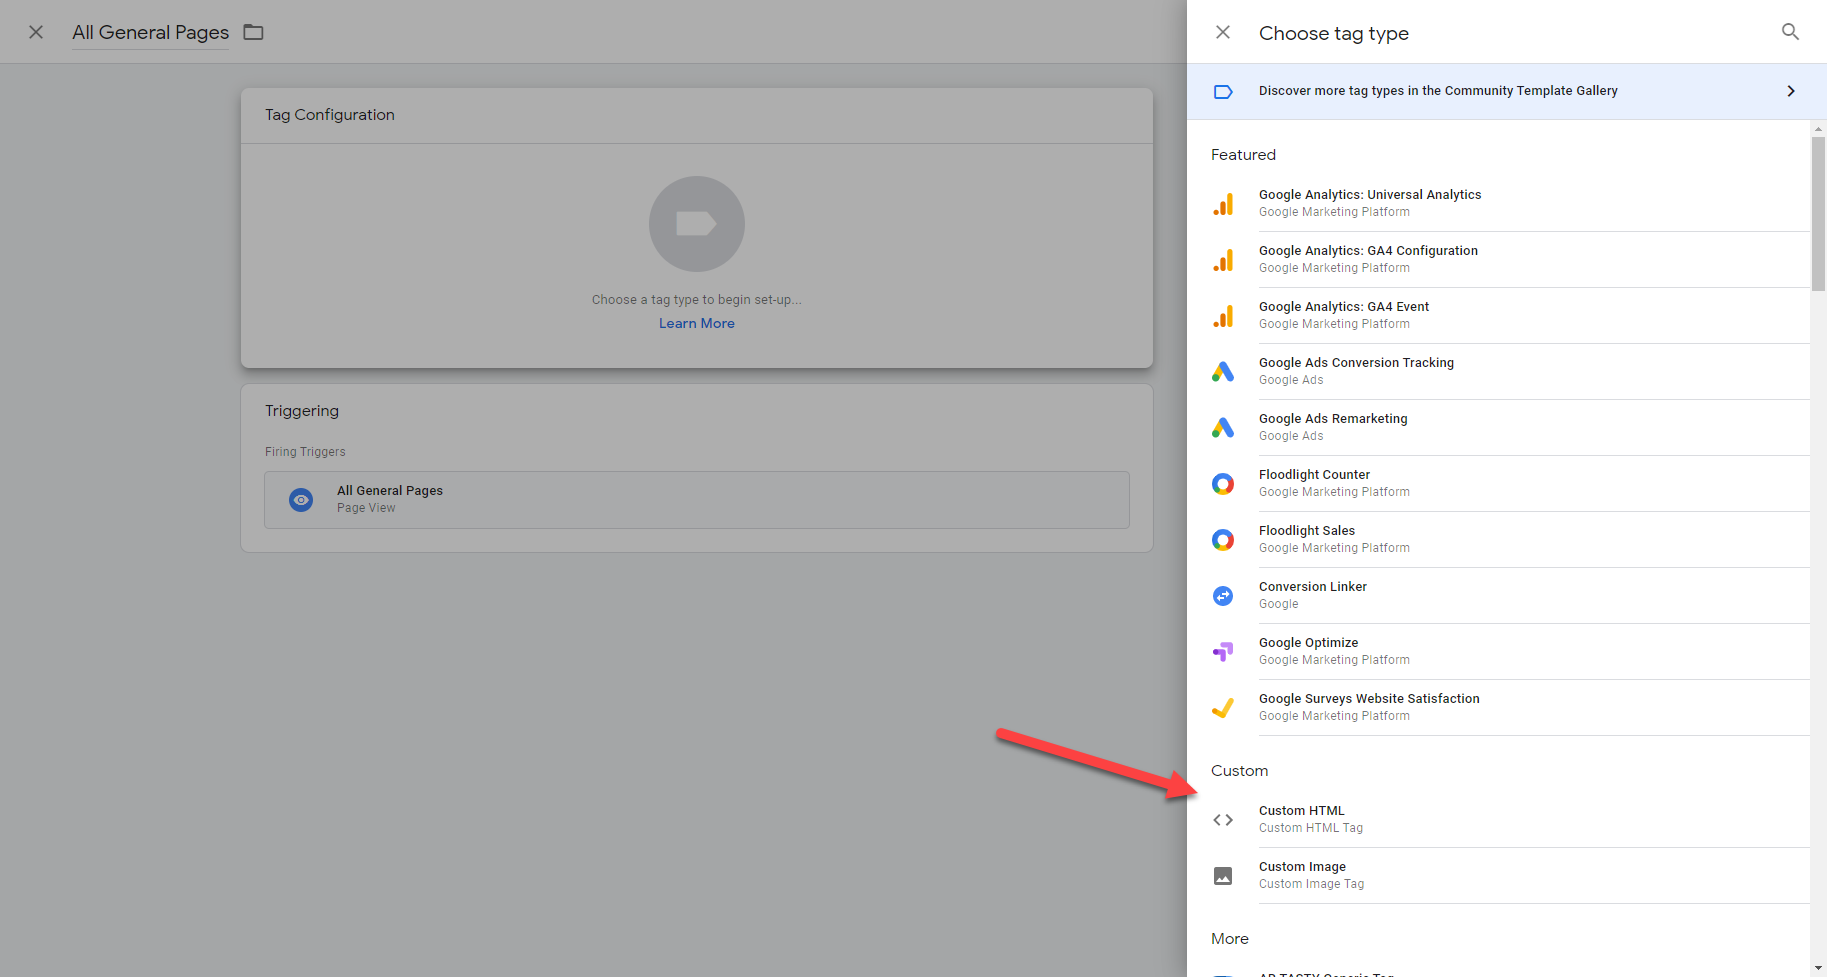 All General Pages
Tag Configuration
Choose a tag type to begin set-up...
Learn More
Triggering
Firing Triggers
All General Pages
Page View
Choose tag type
Discover more tag types in the Community Template Gallery
Featured
Google Analytics: Universal Analytics
Google Marketing Platform
Google Analytics: GA4 Configuration
Google Marketing Platform
Google Analytics: GA4 Event
Google Marketing Platform
Google Ads Conversion Tracking
Google Ads
Google Ads Remarketing
Google Ads
Floodlight Counter
Google Marketing Platform
Floodlight Sales
Google Marketing Platform
Conversion Linker
Google
Google Optimize
Google Marketing Platform
Google Surveys Website Satisfaction
Google Marketing Platform
Custom
Custom HTML
Custom HTML Tag
Custom Image
Custom Image Tag
More
AB TASTY Generic Tag